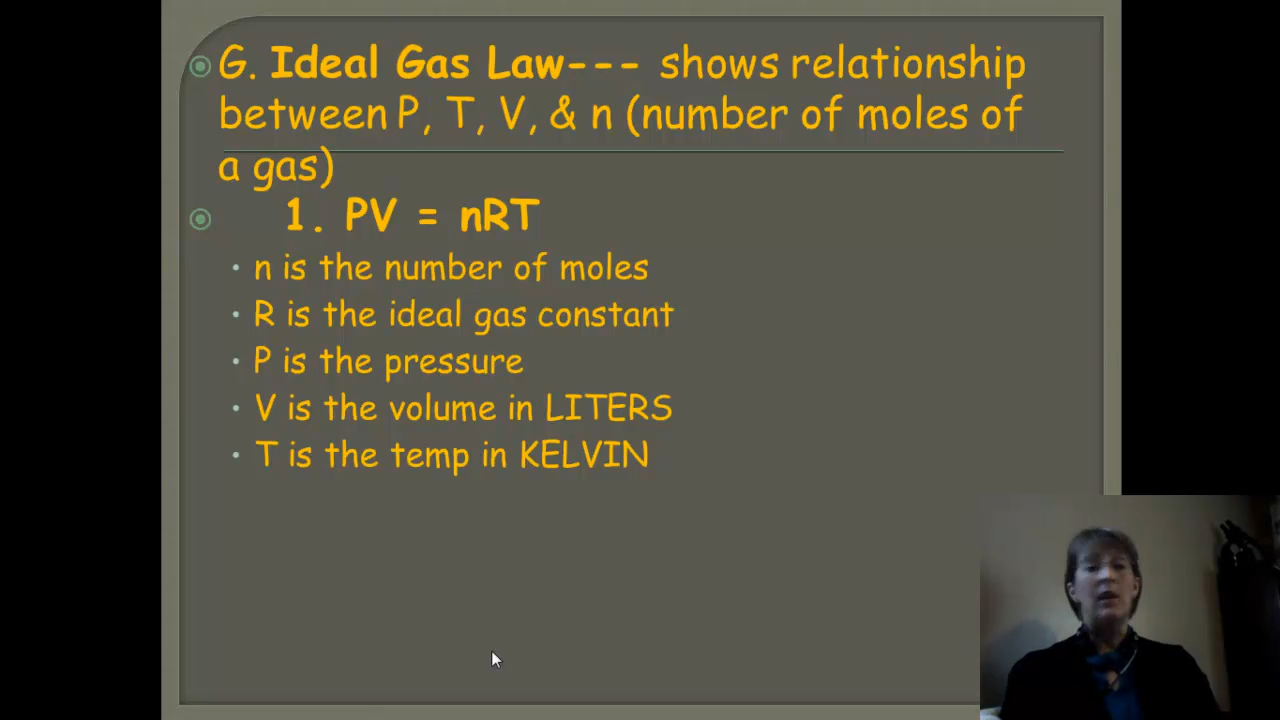 G. Ideal Gas Law--- shows relationship
between P, T, V, & n (number of moles of
a gas)
1. PV = nRT
n is the number of moles
R is the ideal gas constant
P is the pressure
V is the volume in LITERS
T is the temp in KELVIN